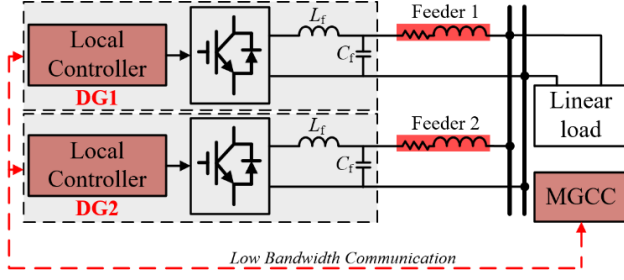 Local
Controller
DG1
Lf
Cf
Feeder 1
Linear
load
Local
Controller
DG2
Lf
Cf
Feeder 2
MGCC
Low Bandwidth Communication